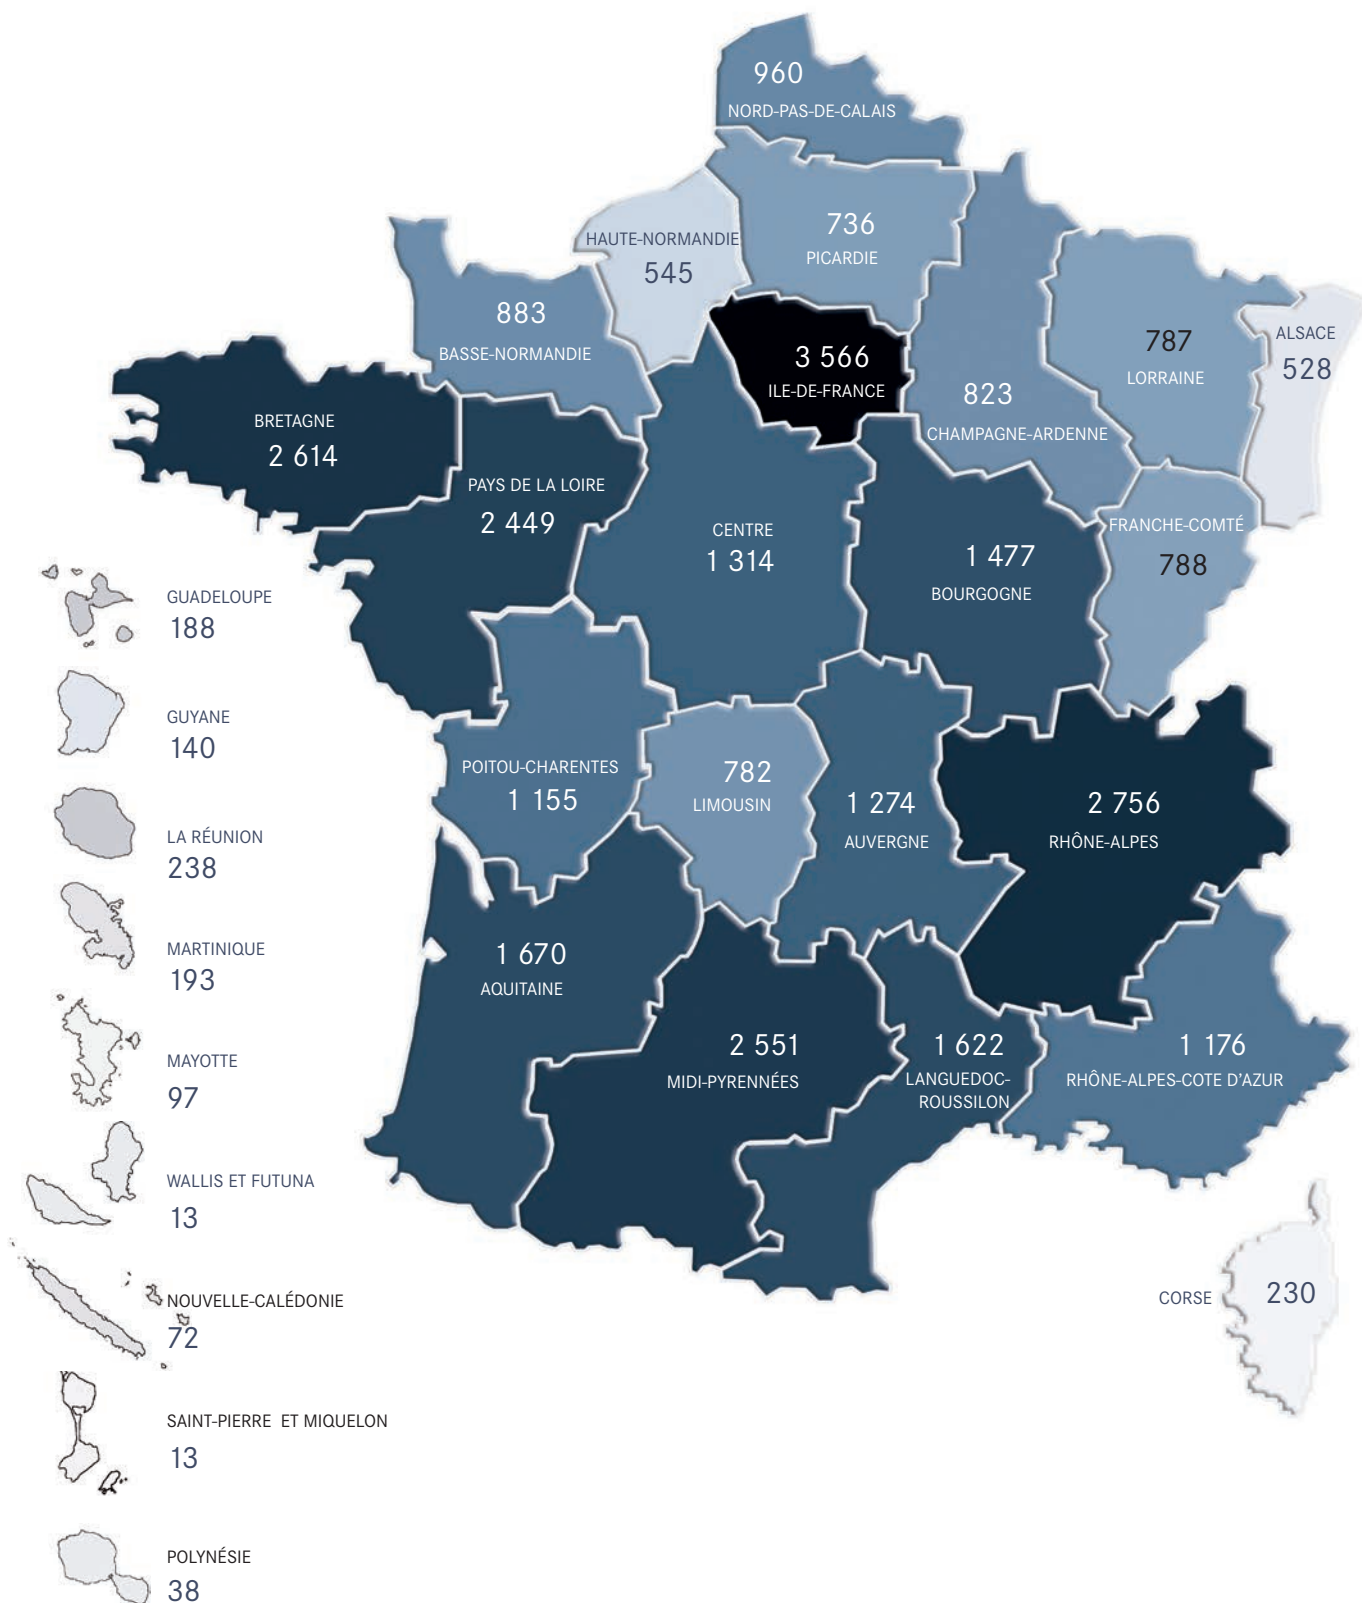 960
NORD-PAS-DE-CALAIS
736
PICARDIE
HAUTE-NORMANDIE
545
883
BASSE-NORMANDIE
3 566
ILE-DE-FRANCE
823
CHAMPAGNE-ARDENNE
787
LORRAINE
ALSACE
528
BRETAGNE
2 614
PAYS DE LA LOIRE
2 449
CENTRE
1 314
1 477
BOURGOGNE
FRANCHE-COMTÉ
788
POITOU-CHARENTES
1 155
782
LIMOUSIN
1 274
AUVERGNE
2 756
RHÔNE-ALPES
1 670
AQUITAINE
2 551
MIDI-PYRENNÉES
1 622
LANGUEDOC-
ROUSSILON
1 176
RHÔNE-ALPES-COTE D'AZUR
CORSE
230
GUADELOUPE
188
GUYANE
140
LA RÉUNION
238
MARTINIQUE
193
MAYOTTE
97
WALLIS ET FUTUNA
13
NOUVELLE-CALÉDONIE
72
SAINT-PIERRE ET MIQUELON
13
POLYNÉSIE
38